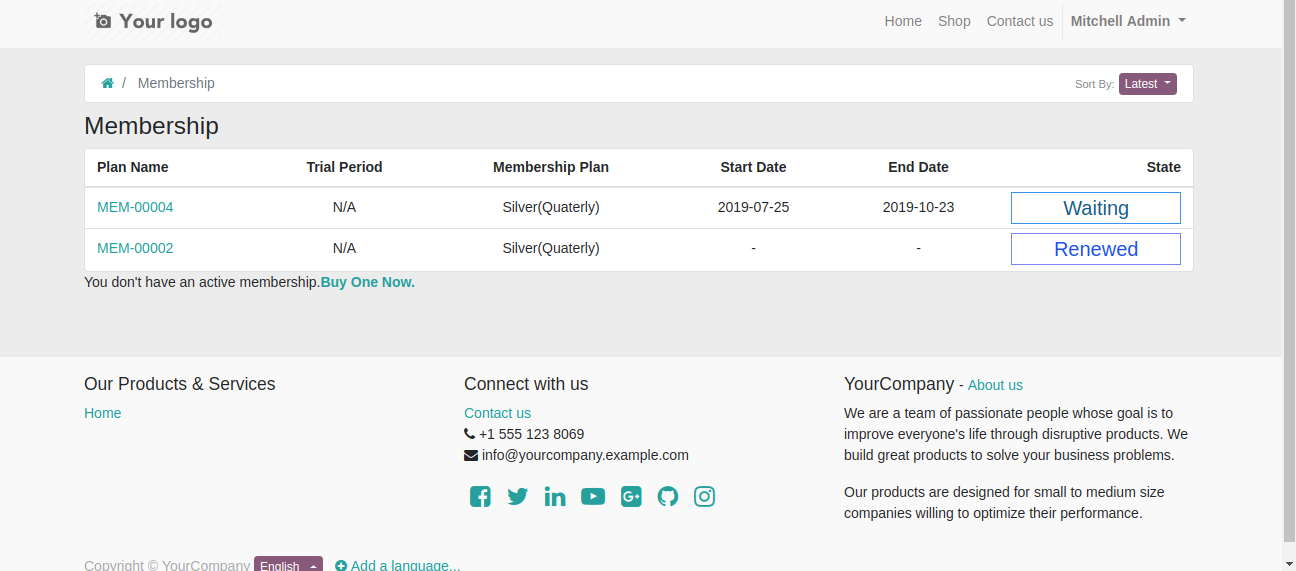 Your logo
Home Shop Contact us Mitchell Admin
/ Membership Sort By: Latest
Membership
Plan Name Trial Period Membership Plan Start Date End Date State
MEM-00004 N/A Silver(Quaterly) 2019-07-25 2019-10-23 Waiting
MEM-00002 N/A Silver(Quaterly) - - Renewed
You don't have an active membership.Buy One Now.
Our Products & Services
Home
Connect with us
Contact us
+1 555 123 8069
info@yourcompany.example.com
YourCompany - About us
We are a team of passionate people whose goal is to
improve everyone's life through disruptive products. We
build great products to solve your business problems.
Our products are designed for small to medium size
companies willing to optimize their performance.
Copyright © YourCompany English Add a language...